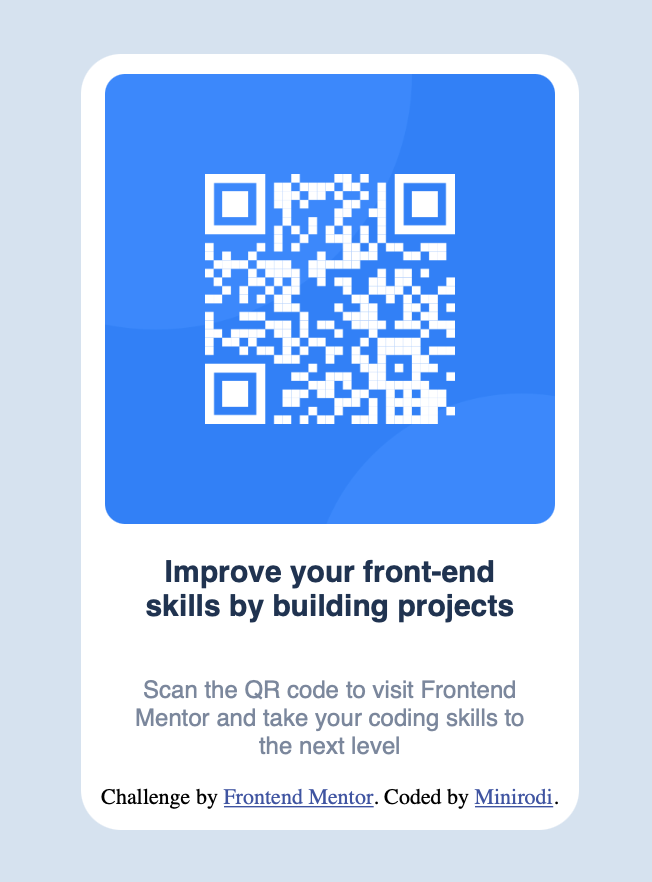 Improve your front-end
skills by building projects
Scan the QR code to visit Frontend
Mentor and take your coding skills to
the next level
Challenge by Frontend Mentor. Coded by Minirodi.